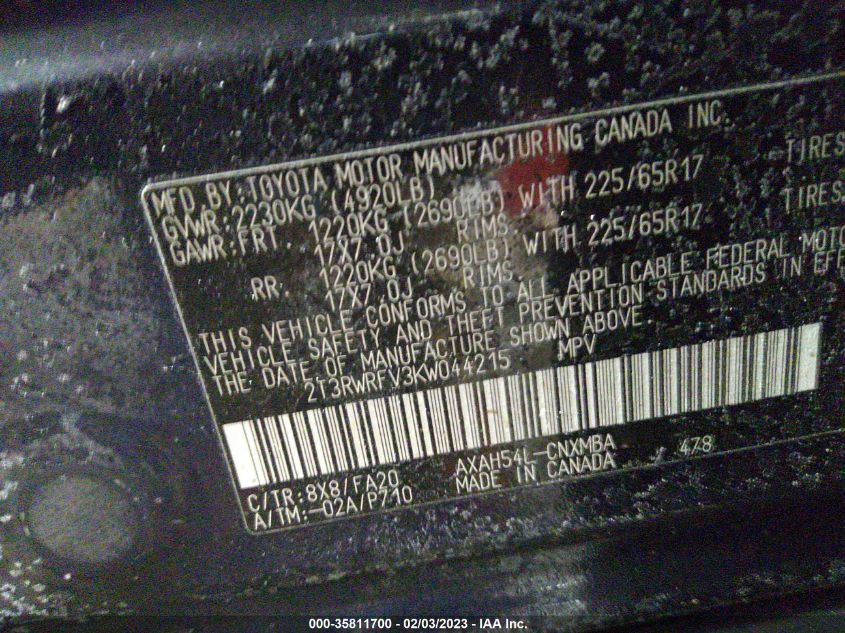 MFD.BY:TOYOTA MOTOR MANUFACTURING CANADA INC.
GVWR:2230KG (4920LB)
GAWR:FRT. 1220KG (2690LB) WITH 225/65R17 TIRES
17X7.0J RIMS.
RR. 1220KG (2690LB) WITH 225/65R17 TIRES
17X7.0J RIMS.
THIS VEHICLE CONFORMS TO ALL APPLICABLE FEDERAL MOTO
VEHICLE SAFETY AND THEFT PREVENTION STANDARDS IN EFF
THE DATE OF MANUFACTURE SHOWN ABOVE.
2T3RWRFV3KW044215 MPV
C/TR:8X8/FA20 AXAH54L-CNXMBA 478
A/TM:-02A/P710 MADE IN CANADA
000-35811700 - 02/03/2023 - IAA Inc.